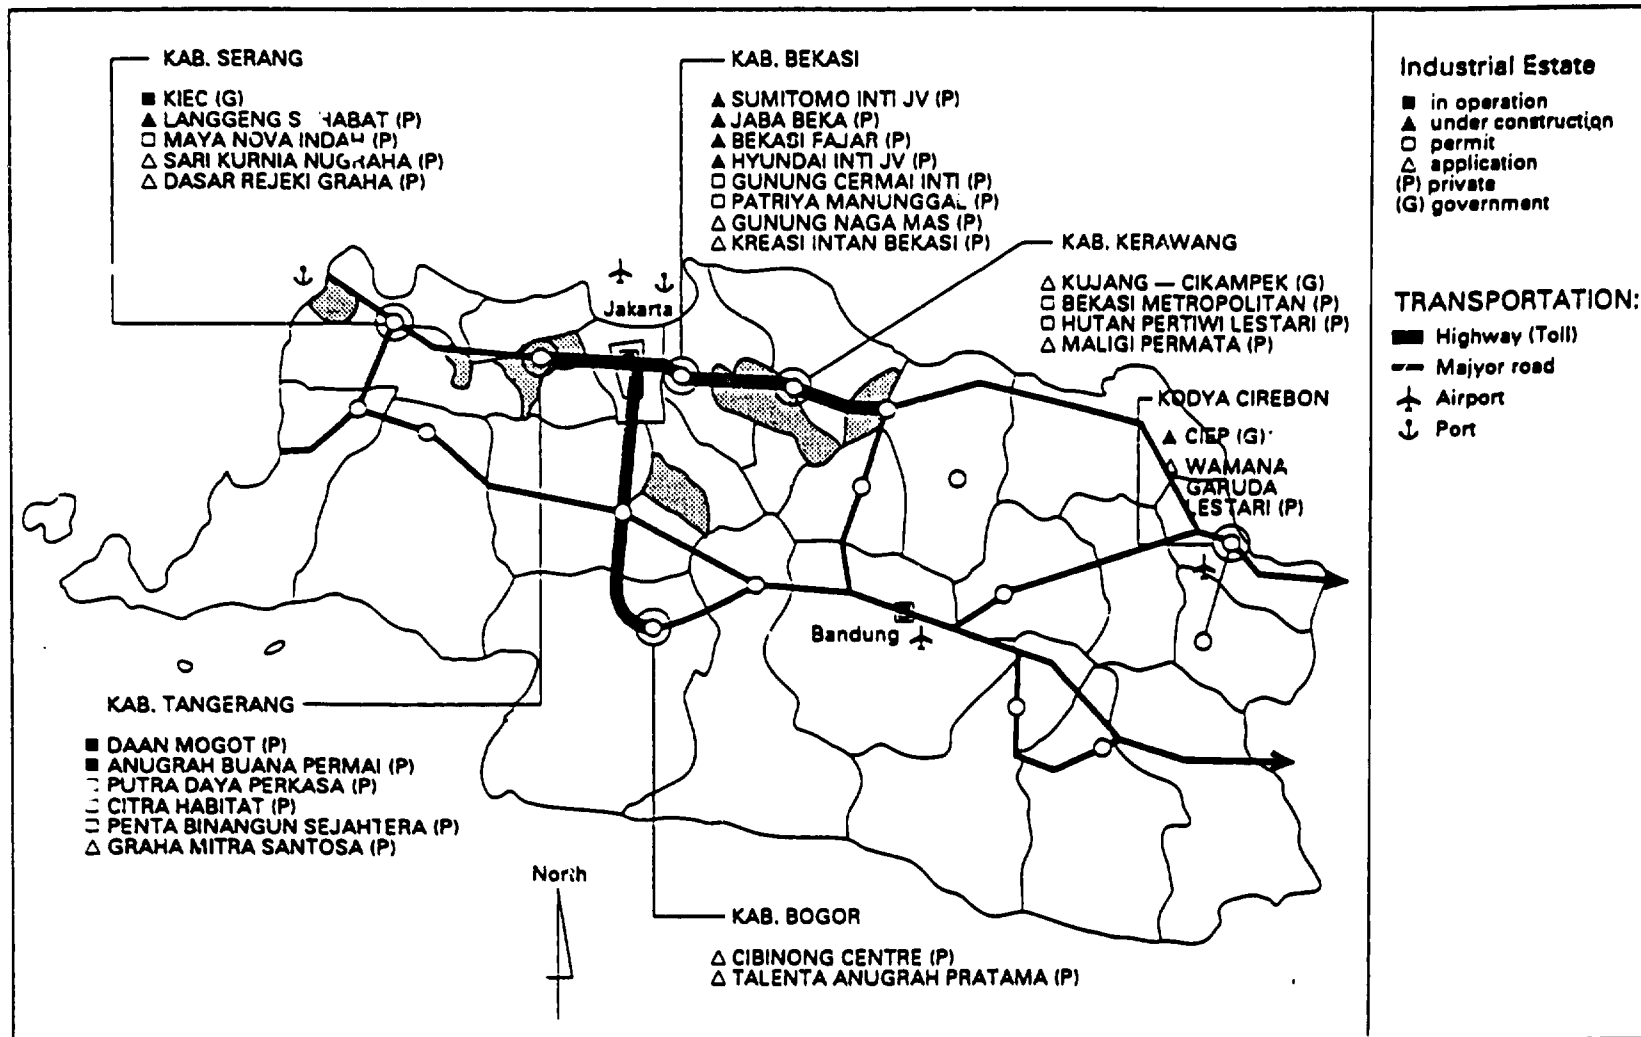 KAB. SERANG
■ KIEC (G)
▲ LANGGENG S HABAT (P)
□ MAYA NOVA INDAH (P)
△ SARI KURNIA NUGRAHA (P)
△ DASAR REJEKI GRAHA (P)
KAB. BEKASI
▲ SUMITOMO INTI JV (P)
▲ JABA BEKA (P)
▲ BEKASI FAJAR (P)
▲ HYUNDAI INTI JV (P)
□ GUNUNG CERMAI INTI (P)
□ PATRIYA MANUNGGAL (P)
△ GUNUNG NAGA MAS (P)
△ KREASI INTAN BEKASI (P)
KAB. KERAWANG
△ KUJANG — CIKAMPEK (G)
□ BEKASI METROPOLITAN (P)
□ HUTAN PERTIWI LESTARI (P)
△ MALIGI PERMATA (P)
Jakarta
KODYA CIREBON
▲ CIEP (G)
△ WAMANA
GARUDA
LESTARI (P)
Bandung
KAB. TANGERANG
■ DAAN MOGOT (P)
■ ANUGRAH BUANA PERMAI (P)
□ PUTRA DAYA PERKASA (P)
□ CITRA HABITAT (P)
□ PENTA BINANGUN SEJAHTERA (P)
△ GRAHA MITRA SANTOSA (P)
North
KAB. BOGOR
△ CIBINONG CENTRE (P)
△ TALENTA ANUGRAH PRATAMA (P)
Industrial Estate
■ in operation
▲ under construction
□ permit
△ application
(P) private
(G) government
TRANSPORTATION:
Highway (Toll)
Majyor road
Airport
Port